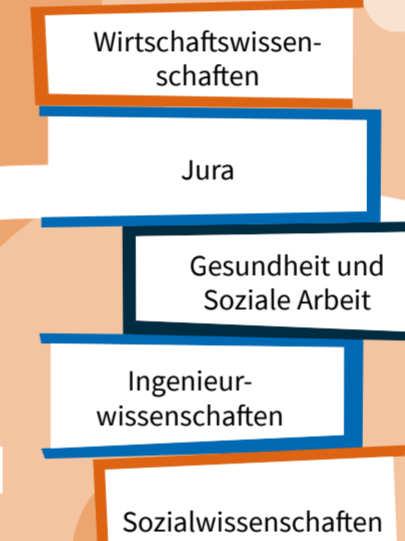 Wirtschaftswissen-
schaften
Jura
Gesundheit und
Soziale Arbeit
Ingenieur-
wissenschaften
Sozialwissenschaften